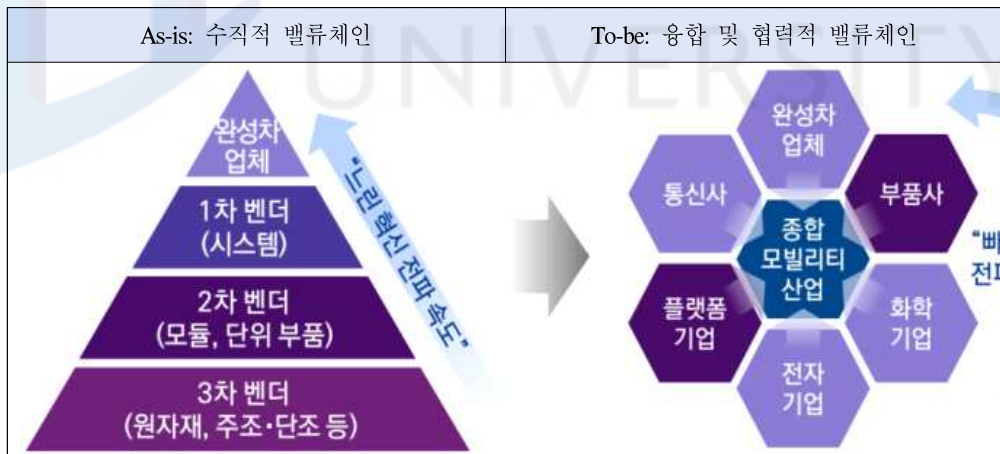 As-is: 수직적 밸류체인
To-be: 융합 및 협력적 밸류체인
UNIVERSITY
완성차
업체
1차 벤더
(시스템)
2차 벤더
(모듈, 단위 부품)
3차 벤더
(원자재, 주조·단조 등)
"느린 혁신 전파 속도"
완성차
업체
통신사
부품사
종합
모빌리티
산업
플랫폼
기업
화학
기업
전자
기업